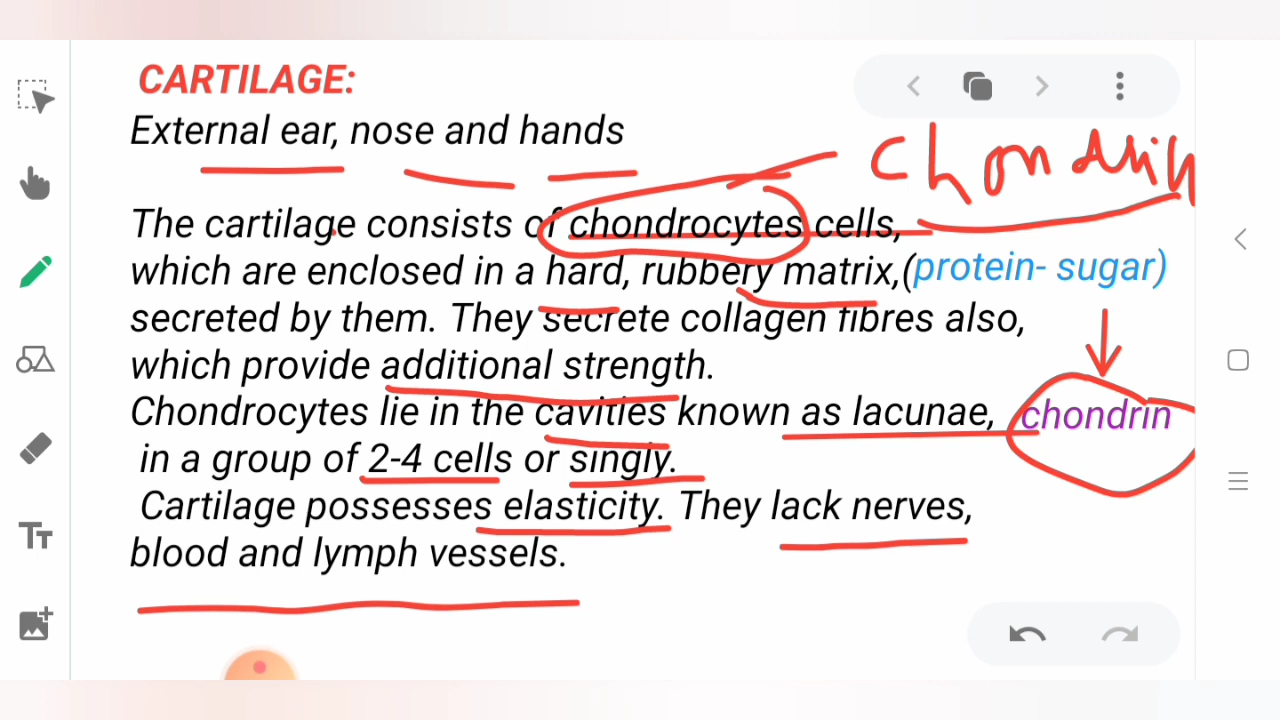 CARTILAGE:
External ear, nose and hands
Chondrin
The cartilage consists of chondrocytes cells,
which are enclosed in a hard, rubbery matrix,(protein- sugar)
secreted by them. They secrete collagen fibres also,
which provide additional strength.
Chondrocytes lie in the cavities known as lacunae, chondrin
in a group of 2-4 cells or singly.
Cartilage possesses elasticity. They lack nerves,
blood and lymph vessels.
TT